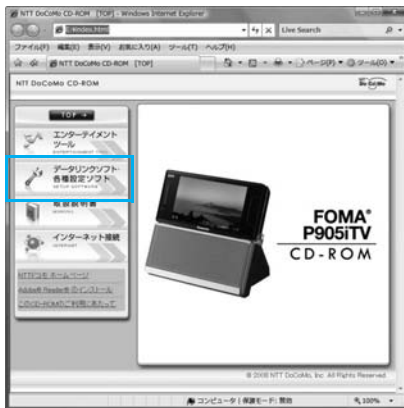 NTT DoCoMo CD-ROM [TOP] - Windows Internet Explorer
E:¥index.html
Live Search
ファイル(F) 編集(E) 表示(V) お気に入り(A) ツール(T) ヘルプ(H)
NTT DoCoMo CD-ROM [TOP]
ページ(P) ツール(O)
NTT DoCoMo CD-ROM
TOP
エンターテイメント
ツール
ENTERTAINMENT TOOL
データリンクソフト・
各種設定ソフト
SETUP SOFTWARE
取扱説明書
MANUAL
インターネット接続
INTERNET
NTTドコモ ホームページ
Adobe® Reader® のインストール
このCD-ROMのご利用にあたって
FOMA®
P905iTV
CD-ROM
© 2008 NTT DoCoMo, Inc. All Rights Reserved.
コンピュータ | 保護モード: 無効
100%